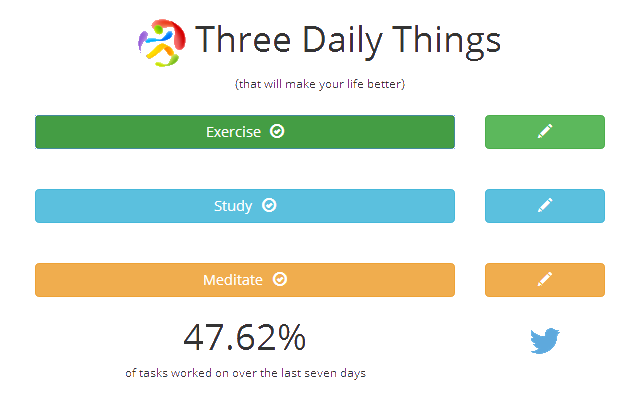 Three Daily Things
(that will make your life better)
Exercise
Study
Meditate
47.62%
of tasks worked on over the last seven days